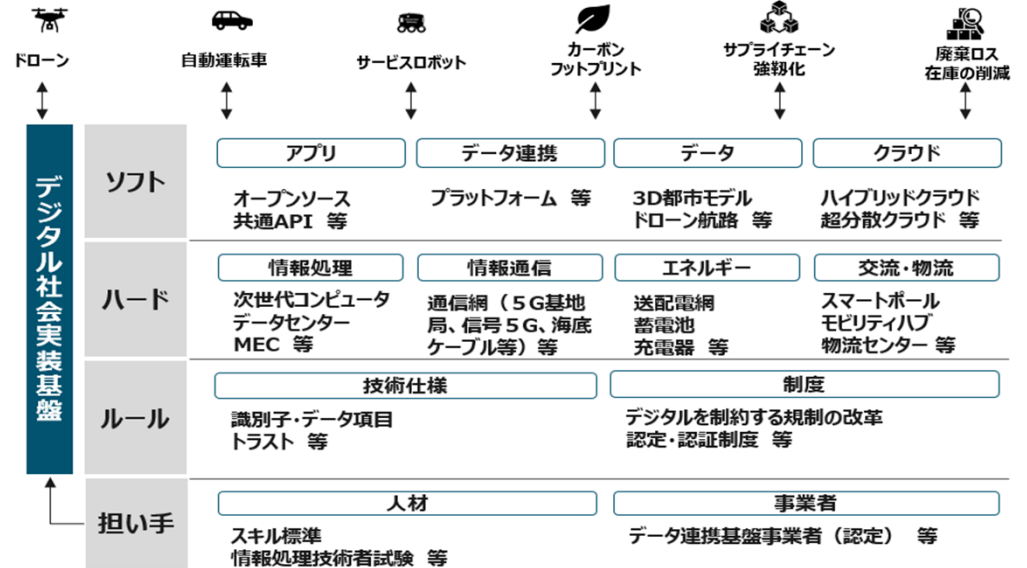 ドローン
自動運転車
サービスロボット
カーボン
フットプリント
サプライチェーン
強靱化
廃棄ロス
在庫の削減
デジタル社会実装基盤
ソフト
アプリ
オープンソース
共通API 等
データ連携
プラットフォーム 等
データ
3D都市モデル
ドローン航路 等
クラウド
ハイブリッドクラウド
超分散クラウド 等
ハード
情報処理
次世代コンピュータ
データセンター
MEC 等
情報通信
通信網（５G基地
局、信号５G、海底
ケーブル等）等
エネルギー
送配電網
蓄電池
充電器 等
交流・物流
スマートポール
モビリティハブ
物流センター 等
ルール
技術仕様
識別子・データ項目
トラスト 等
制度
デジタルを制約する規制の改革
認定・認証制度 等
担い手
人材
スキル標準
情報処理技術者試験 等
事業者
データ連携基盤事業者（認定） 等